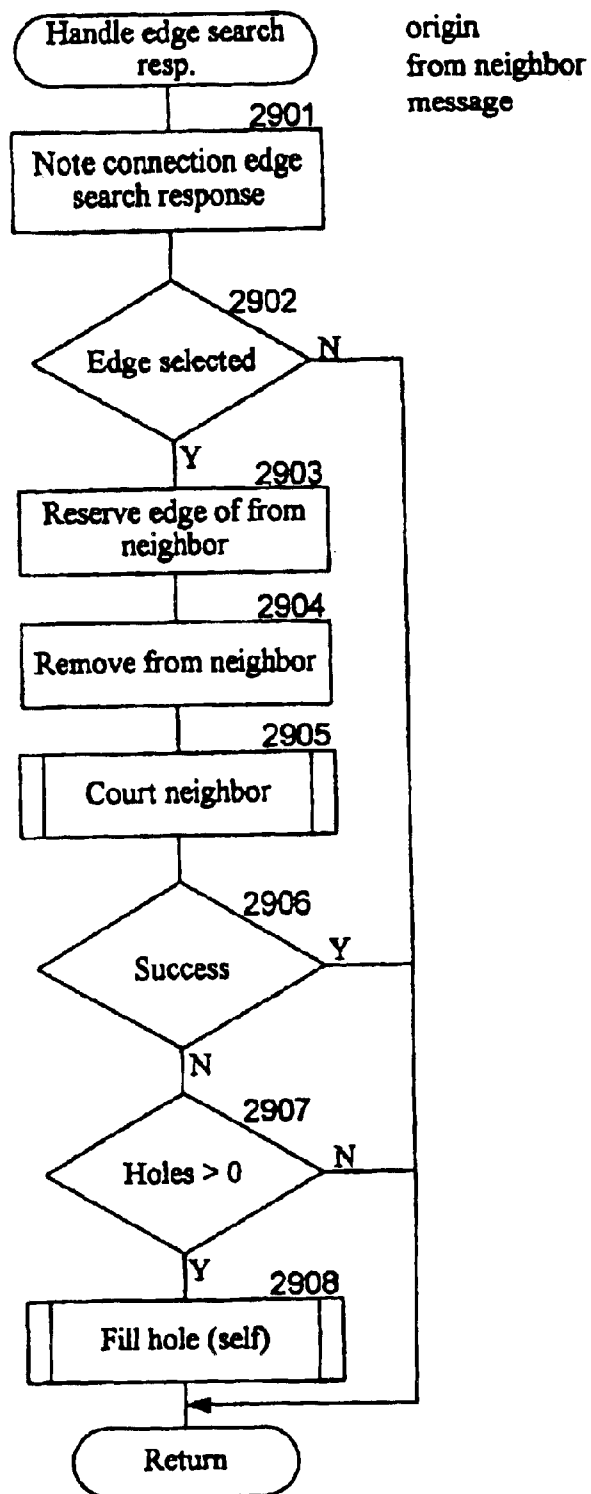 Handle edge search
resp.
origin
from neighbor
message
2901
Note connection edge
search response
2902
Edge selected
N
Y
2903
Reserve edge of from
neighbor
2904
Remove from neighbor
2905
Court neighbor
2906
Success
Y
N
2907
Holes > 0
N
Y
2908
Fill hole (self)
Return